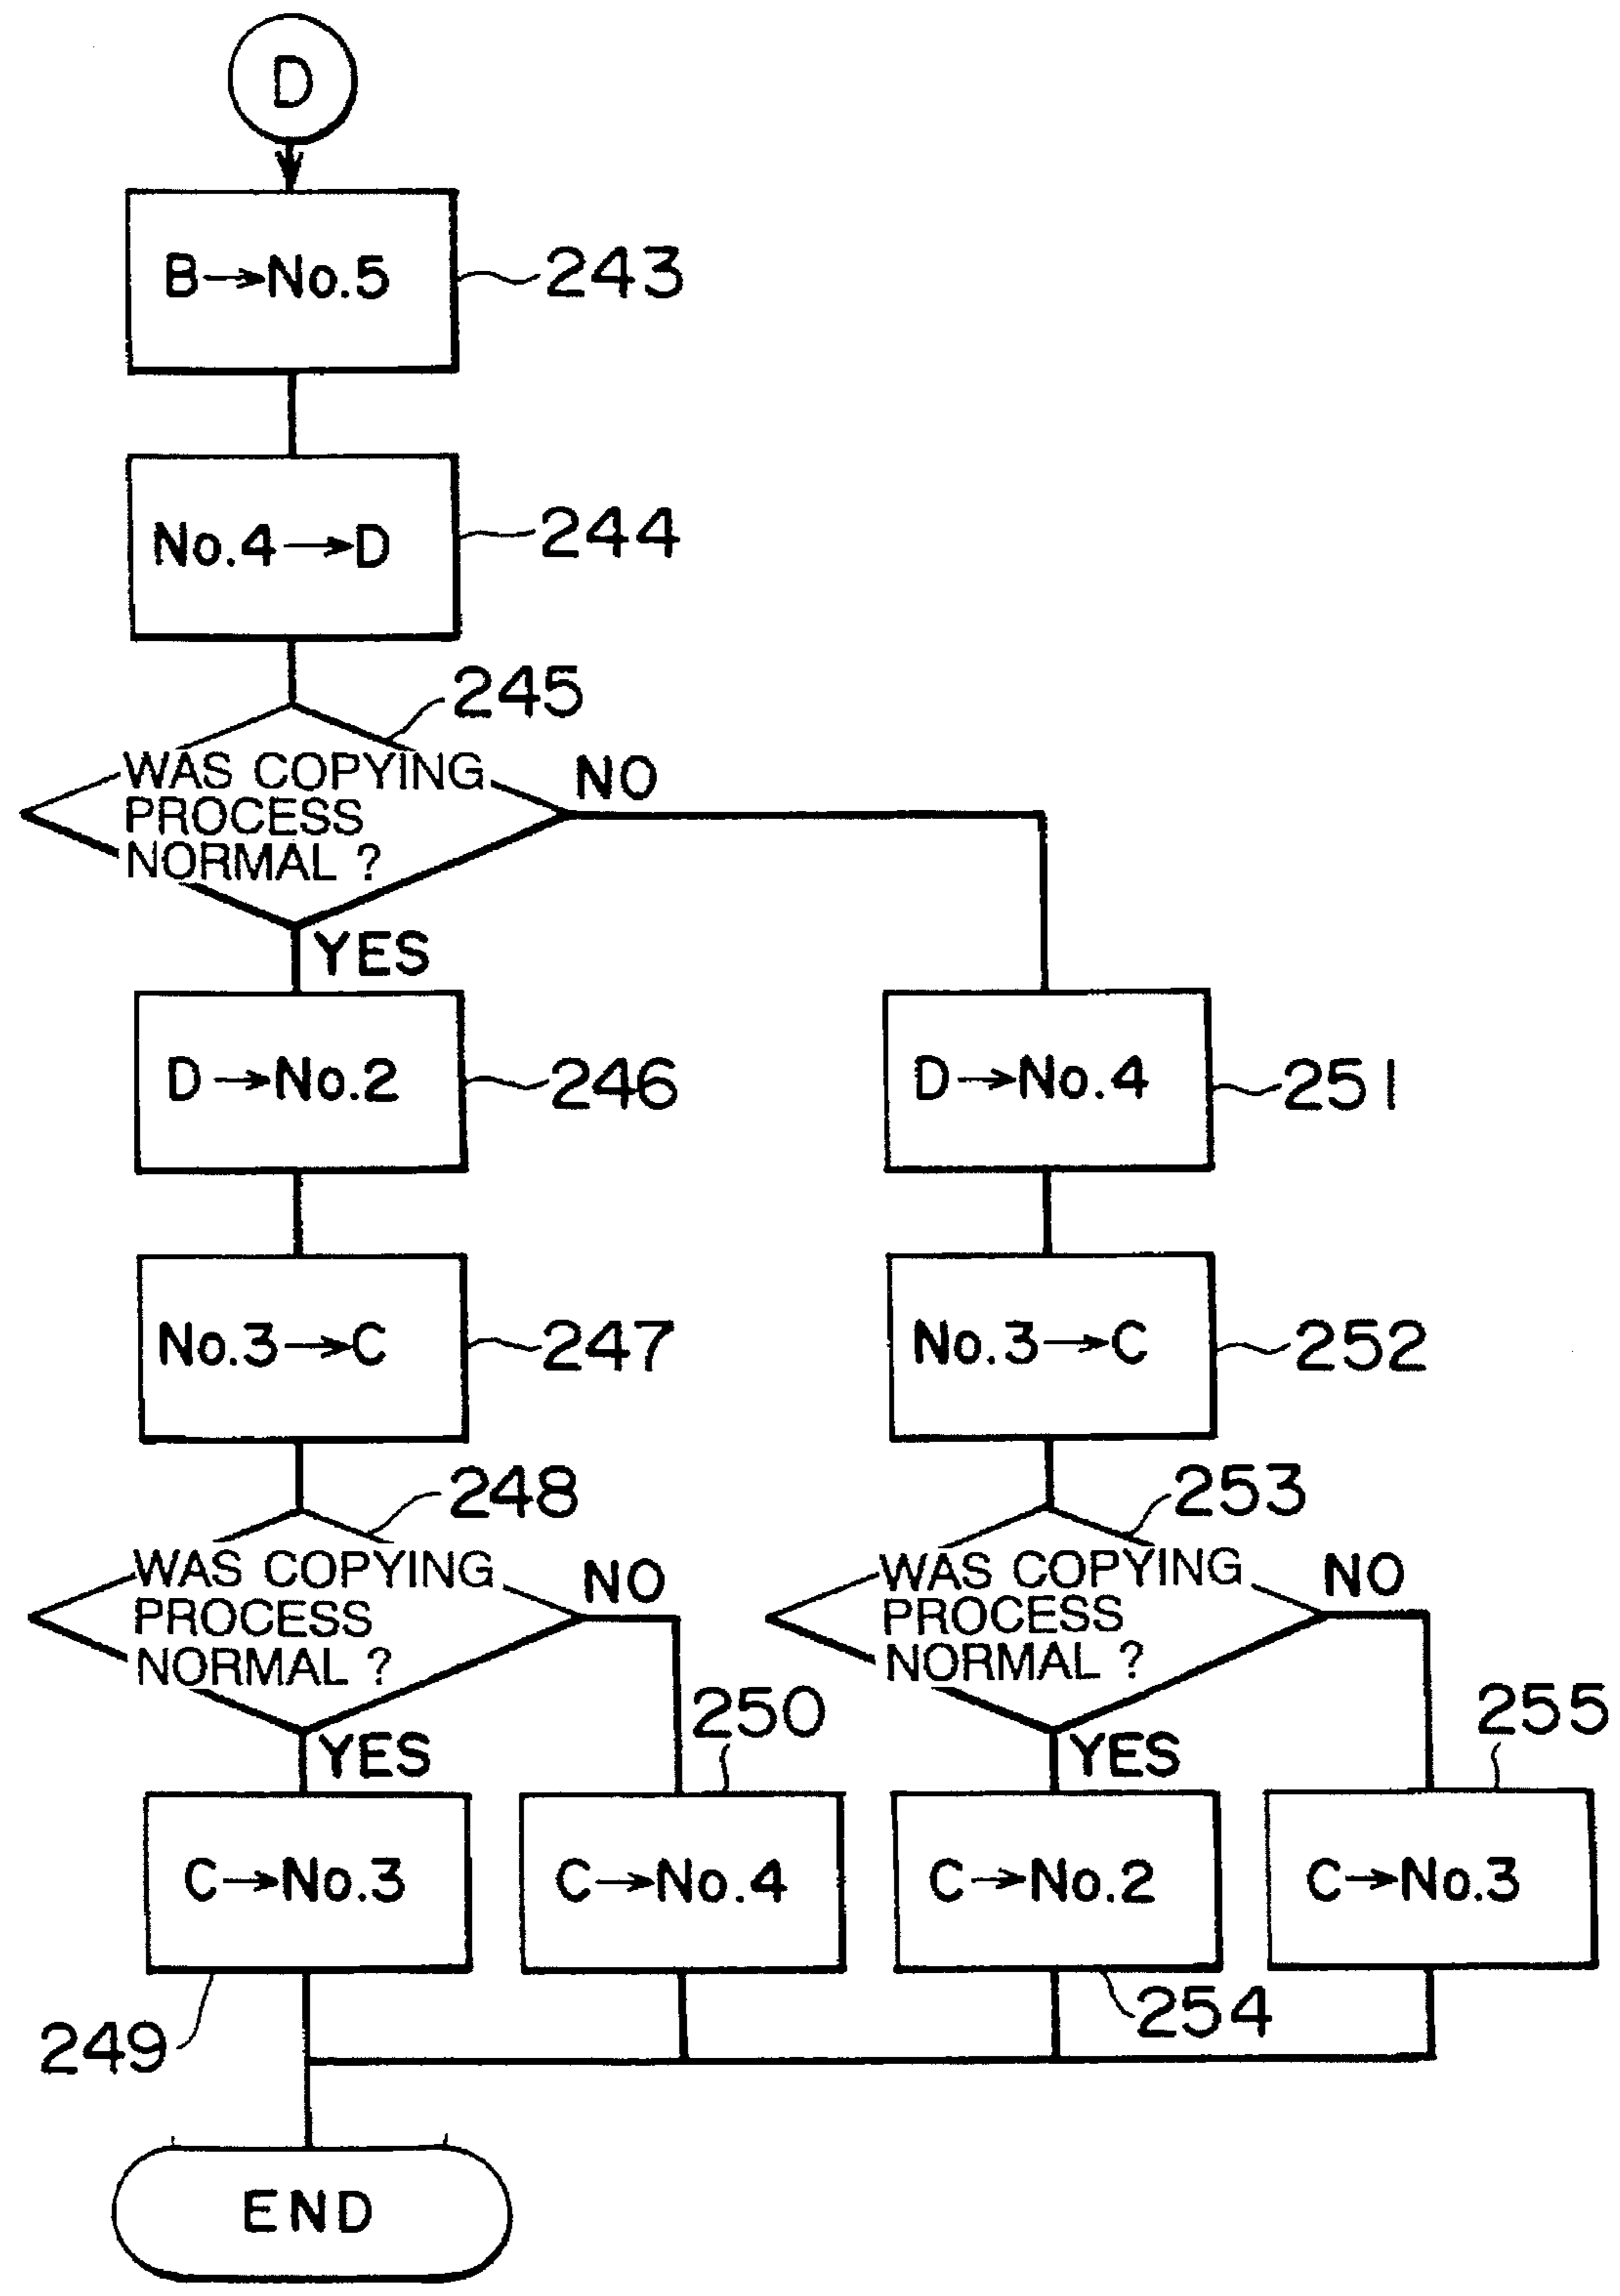 D
B→No.5
243
No.4→D
244
245
WAS COPYING
PROCESS
NORMAL ?
NO
YES
D→No.2
246
D→No.4
251
No.3→C
247
No.3→C
252
248
WAS COPYING
PROCESS
NORMAL ?
NO
YES
253
WAS COPYING
PROCESS
NORMAL ?
NO
YES
250
255
C→No.3
C→No.4
C→No.2
C→No.3
249
254
END